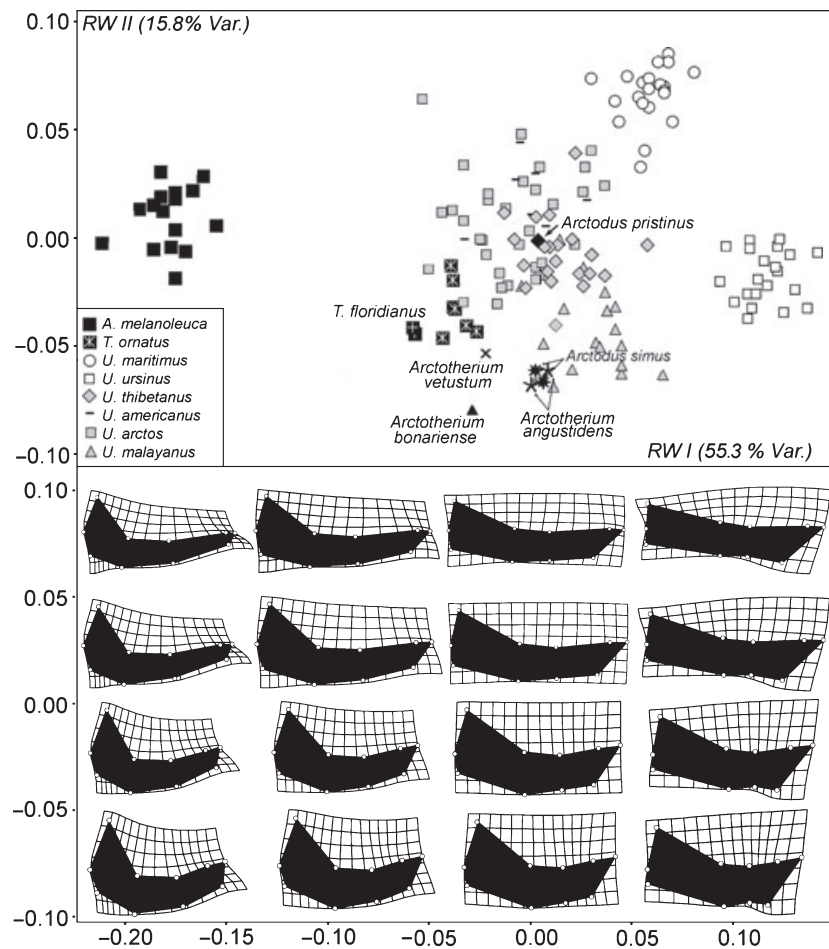 0.10
RW II (15.8% Var.)
0.05
Arctodus pristinus
0.00
T. floridianus
A. melanoleuca
T. ornatus
U. maritimus
U. ursinus
U. thibetanus
U. americanus
U. arctos
U. malayanus
-0.05
Arctodus simus
Arctotherium
vetustum
Arctotherium
bonariense
Arctotherium
angustidens
-0.10
RW I (55.3 % Var.)
0.10
0.05
0.00
-0.05
-0.10
-0.20
-0.15
-0.10
-0.05
0.00
0.05
0.10